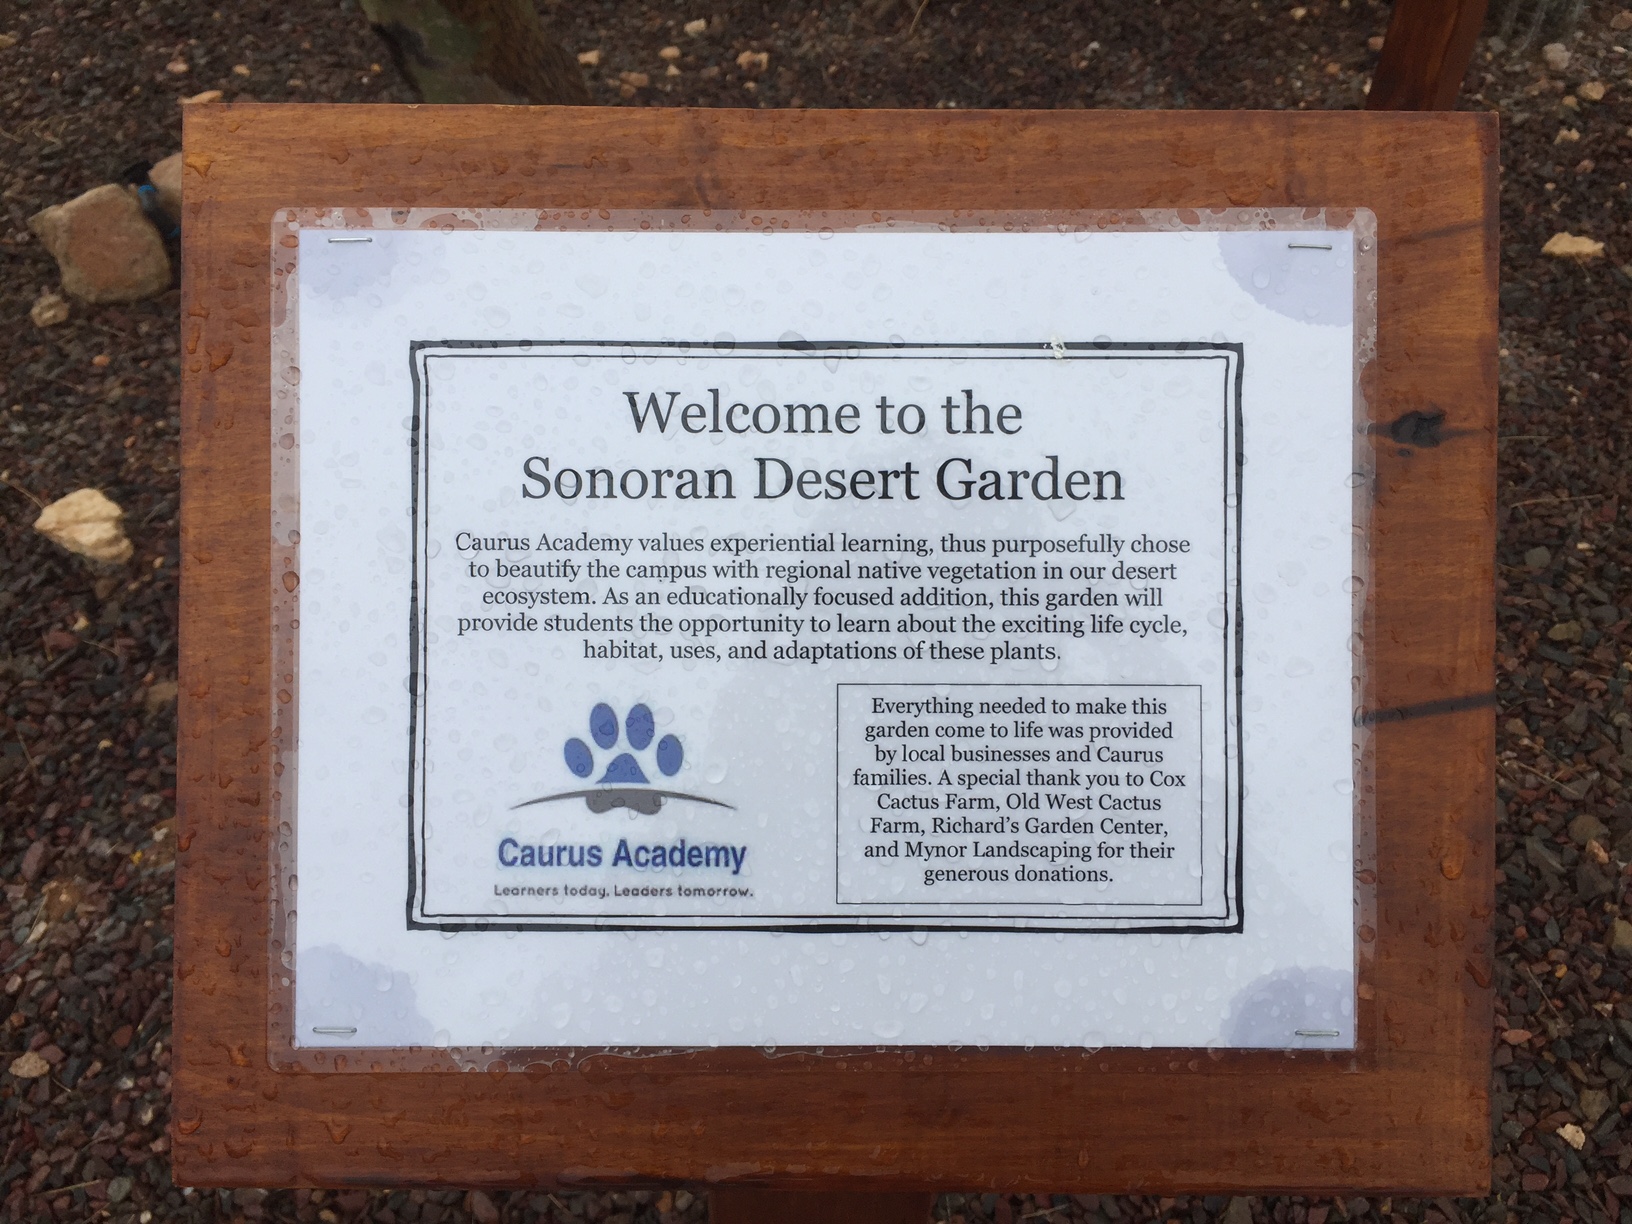 Welcome to the
Sonoran Desert Garden
Caurus Academy values experiential learning, thus purposefully chose
to beautify the campus with regional native vegetation in our desert
ecosystem. As an educationally focused addition, this garden will
provide students the opportunity to learn about the exciting life cycle,
habitat, uses, and adaptations of these plants.
Caurus Academy
Learners today. Leaders tomorrow.
Everything needed to make this
garden come to life was provided
by local businesses and Caurus
families. A special thank you to Cox
Cactus Farm, Old West Cactus
Farm, Richard's Garden Center,
and Mynor Landscaping for their
generous donations.